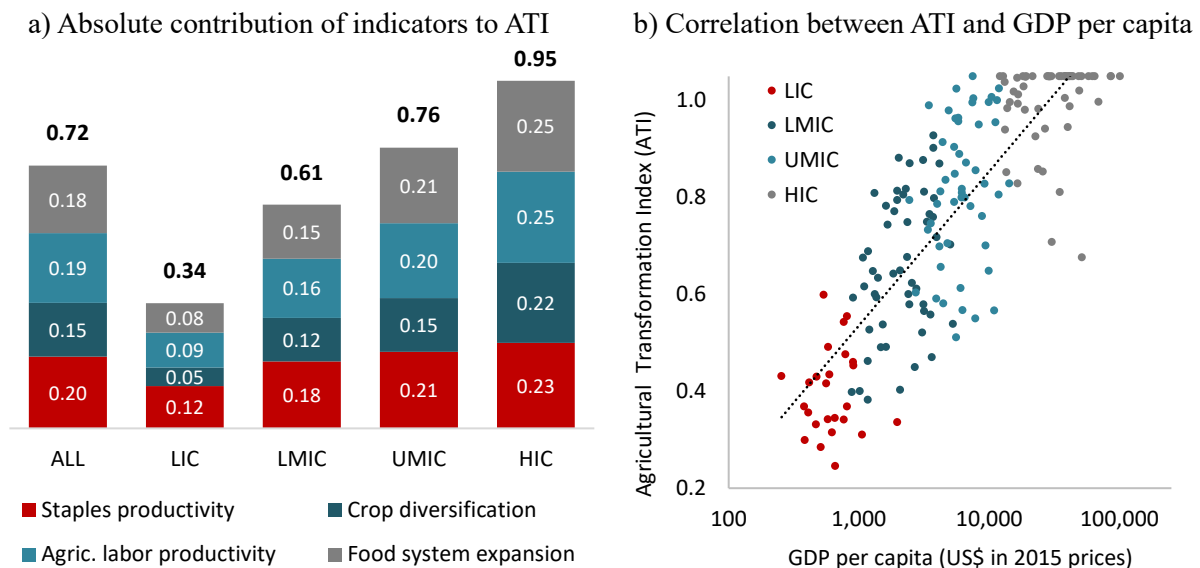 a) Absolute contribution of indicators to ATI
0.72
0.18
0.19
0.15
0.20
0.34
0.08
0.09
0.05
0.12
0.61
0.15
0.16
0.12
0.18
0.76
0.21
0.20
0.15
0.21
0.95
0.25
0.25
0.22
0.23
ALL LIC LMIC UMIC HIC
Staples productivity Crop diversification
Agric. labor productivity Food system expansion
b) Correlation between ATI and GDP per capita
Agricultural Transformation Index (ATI)
1.0
0.8
0.6
0.4
0.2
LIC
LMIC
UMIC
HIC
100 1,000 10,000 100,000
GDP per capita (US$ in 2015 prices)